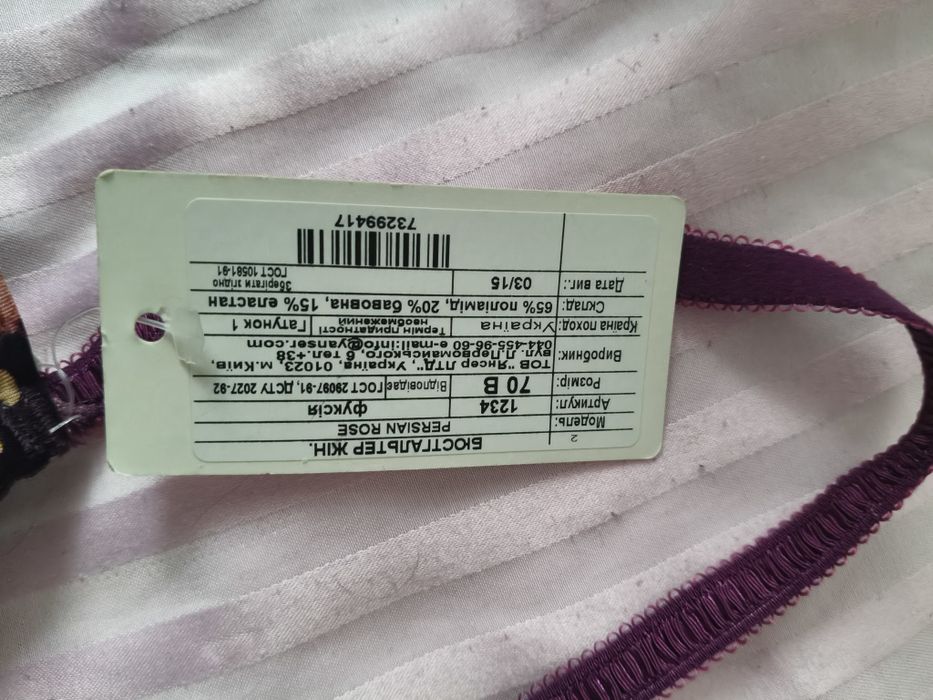 2 БЮСТГАЛЬТЕР ЖІН.
Модель: PERSIAN ROSE
Артикул: 1234 фуксія
Розмір: 70 B Відповідає ГОСТ 29097-91, ДСТУ 2027-92
Виробник: ТОВ "Янсер ЛТД", Україна, 01023, м.Київ,
вул. Л.Первомайського, 6 тел.+38
044-455-96-60 e-mail:info@yanser.com
Країна поход. Україна Термін придатності необмежений Гатунок 1
Склад: 65% поліамід, 20% бавовна, 15% еластан
Дата виг.: 03/15 Зберігати згідно ГОСТ 10581-91
73299417